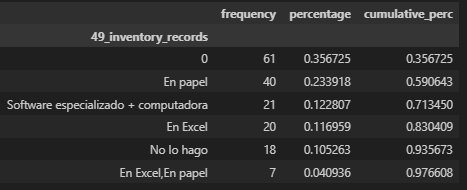 frequency percentage cumulative_perc
49_inventory_records
0 61 0.356725 0.356725
En papel 40 0.233918 0.590643
Software especializado + computadora 21 0.122807 0.713450
En Excel 20 0.116959 0.830409
No lo hago 18 0.105263 0.935673
En Excel,En papel 7 0.040936 0.976608